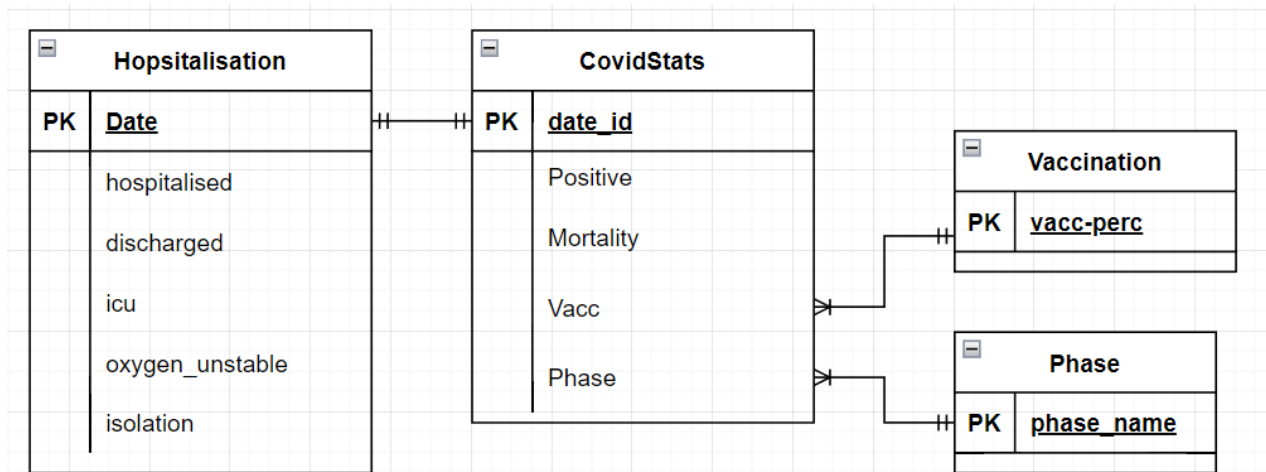 Hopsitalisation
PK Date
hospitalised
discharged
icu
oxygen_unstable
isolation
CovidStats
PK date_id
Positive
Mortality
Vacc
Phase
Vaccination
PK vacc-perc
Phase
PK phase_name